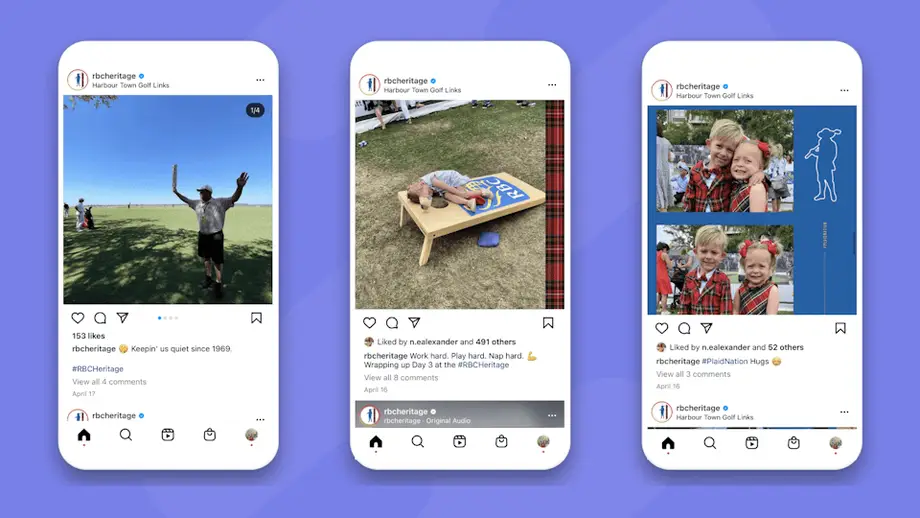 rbcheritage
Harbour Town Golf Links
1/4
153 likes
rbcheritage 🤫 Keepin' us quiet since 1969.
#RBCHeritage
View all 4 comments
April 17
rbcheritage
rbcheritage
Harbour Town Golf Links
RBC
Liked by n.ealexander and 491 others
rbcheritage Work hard. Play hard. Nap hard. 💪
Wrapping up Day 3 at the #RBCHeritage
View all 8 comments
April 16
rbcheritage
rbcheritage · Original Audio
rbcheritage
Harbour Town Golf Links
Liked by n.ealexander and 52 others
rbcheritage #PlaidNation Hugs 🥹
View all 3 comments
April 16
rbcheritage
Harbour Town Golf Links